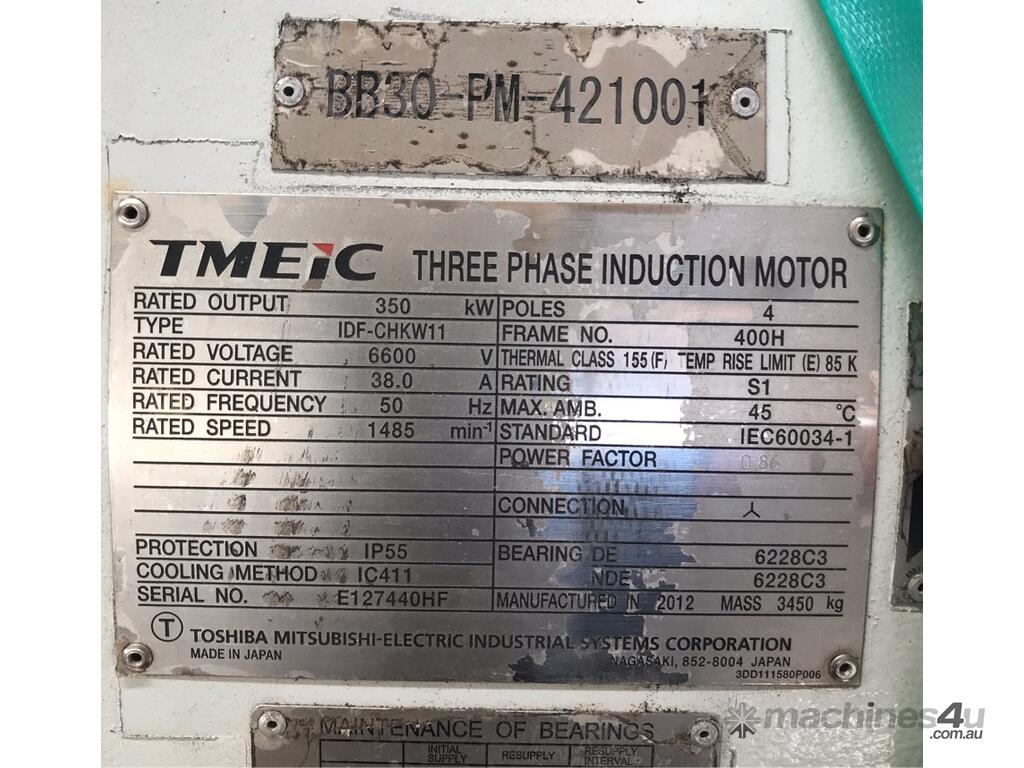 BB30-PM-421001
TMEiC THREE PHASE INDUCTION MOTOR
RATED OUTPUT 350 kW POLES 4
TYPE IDF-CHKW11 FRAME NO. 400H
RATED VOLTAGE 6600 V THERMAL CLASS 155 (F) TEMP RISE LIMIT (E) 85 K
RATED CURRENT 38.0 A RATING S1
RATED FREQUENCY 50 Hz MAX. AMB. 45 °C
RATED SPEED 1485 min-1 STANDARD IEC60034-1
POWER FACTOR 0.86
CONNECTION
PROTECTION IP55 BEARING DE 6228C3
COOLING METHOD IC411 NDE 6228C3
SERIAL NO. E127440HF MANUFACTURED IN 2012 MASS 3450 kg
T TOSHIBA MITSUBISHI-ELECTRIC INDUSTRIAL SYSTEMS CORPORATION
MADE IN JAPAN NAGASAKI, 852-8004 JAPAN
3DD111580P006
MAINTENANCE OF BEARINGS
INITIAL SUPPLY RESUPPLY RESUPPLY INTERVAL
machines4u
.com.au